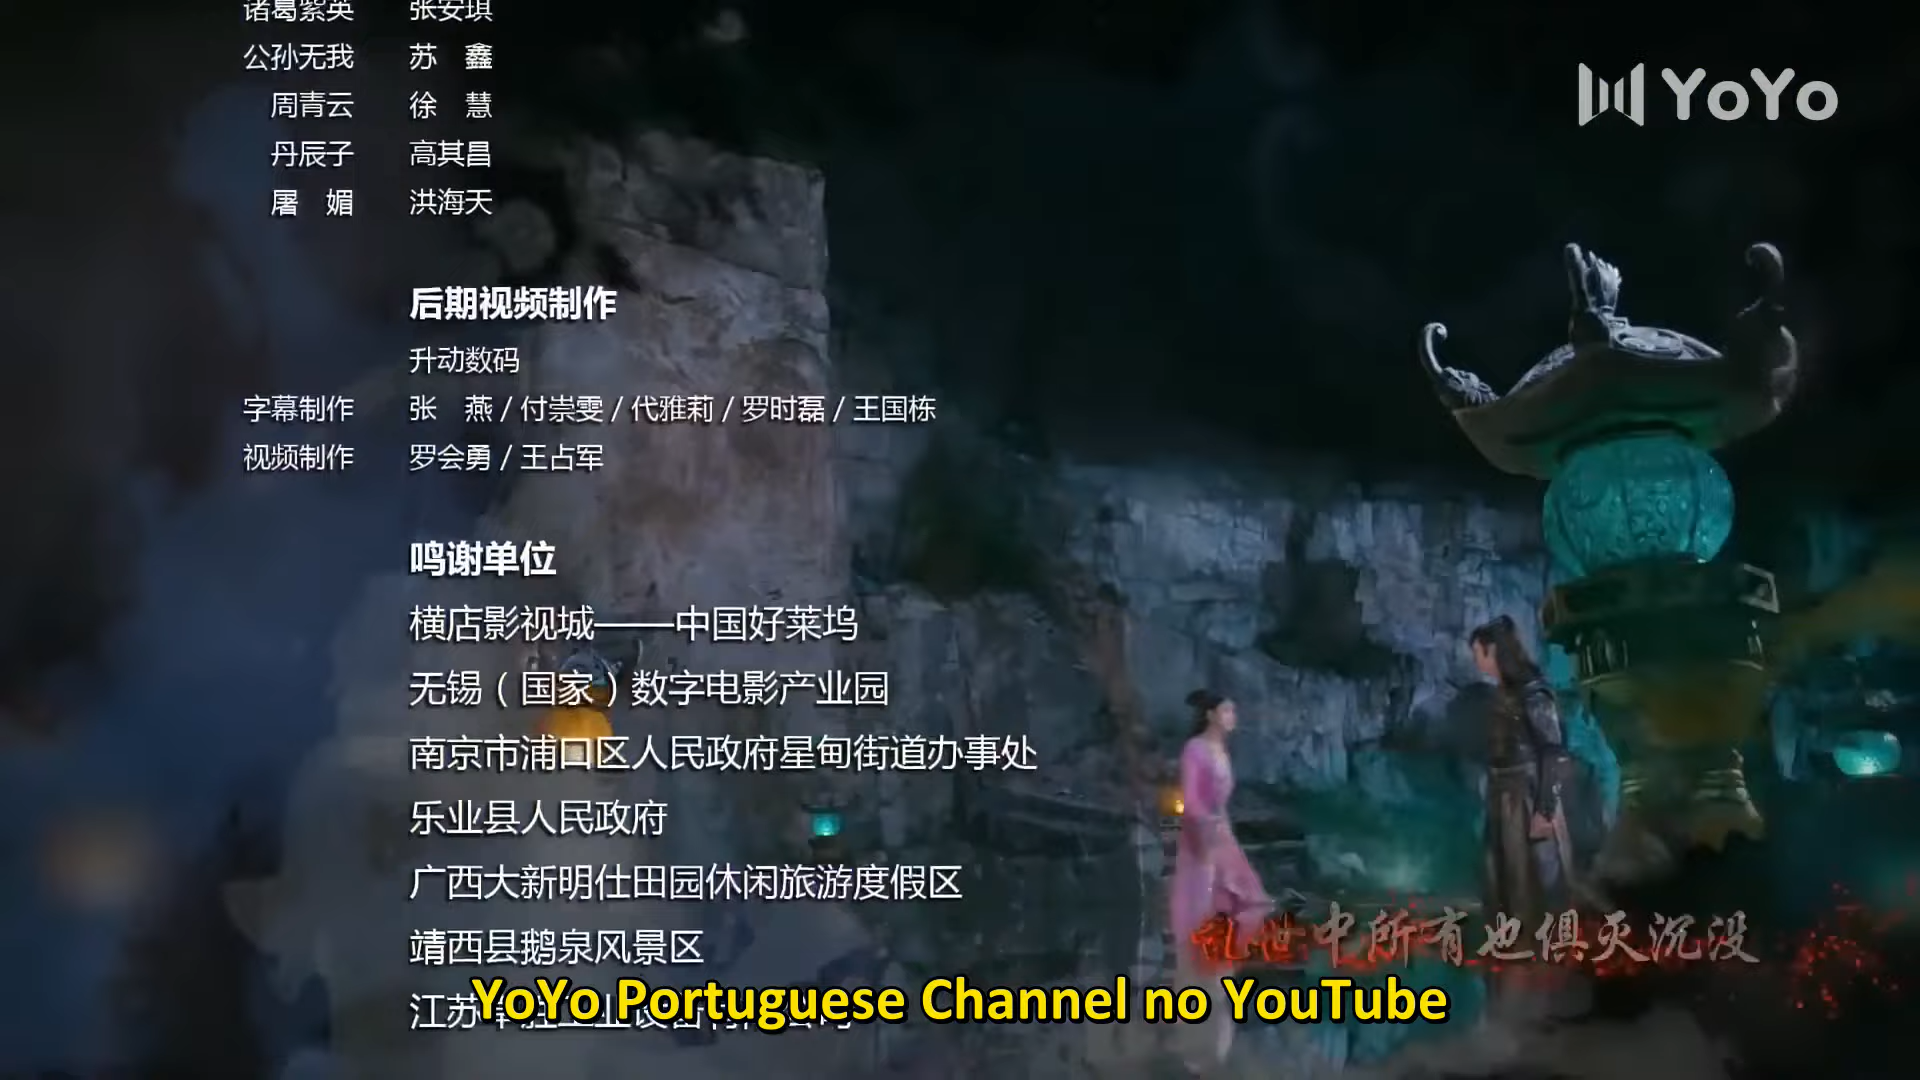 诸葛紫英 张安琪
YoYo
公孙无我 苏 鑫
周青云 徐 慧
丹辰子 高其昌
屠 媚 洪海天
后期视频制作
升动数码
字幕制作 张 燕 / 付崇雯 / 代雅莉 / 罗时磊 / 王国栋
视频制作 罗会勇 / 王占军
鸣谢单位
横店影视城——中国好莱坞
无锡（国家）数字电影产业园
南京市浦口区人民政府星甸街道办事处
乐业县人民政府
广西大新明仕田园休闲旅游度假区
靖西县鹅泉风景区
乱世中所有也俱灭沉没
江苏
YoYo Portuguese Channel no YouTube